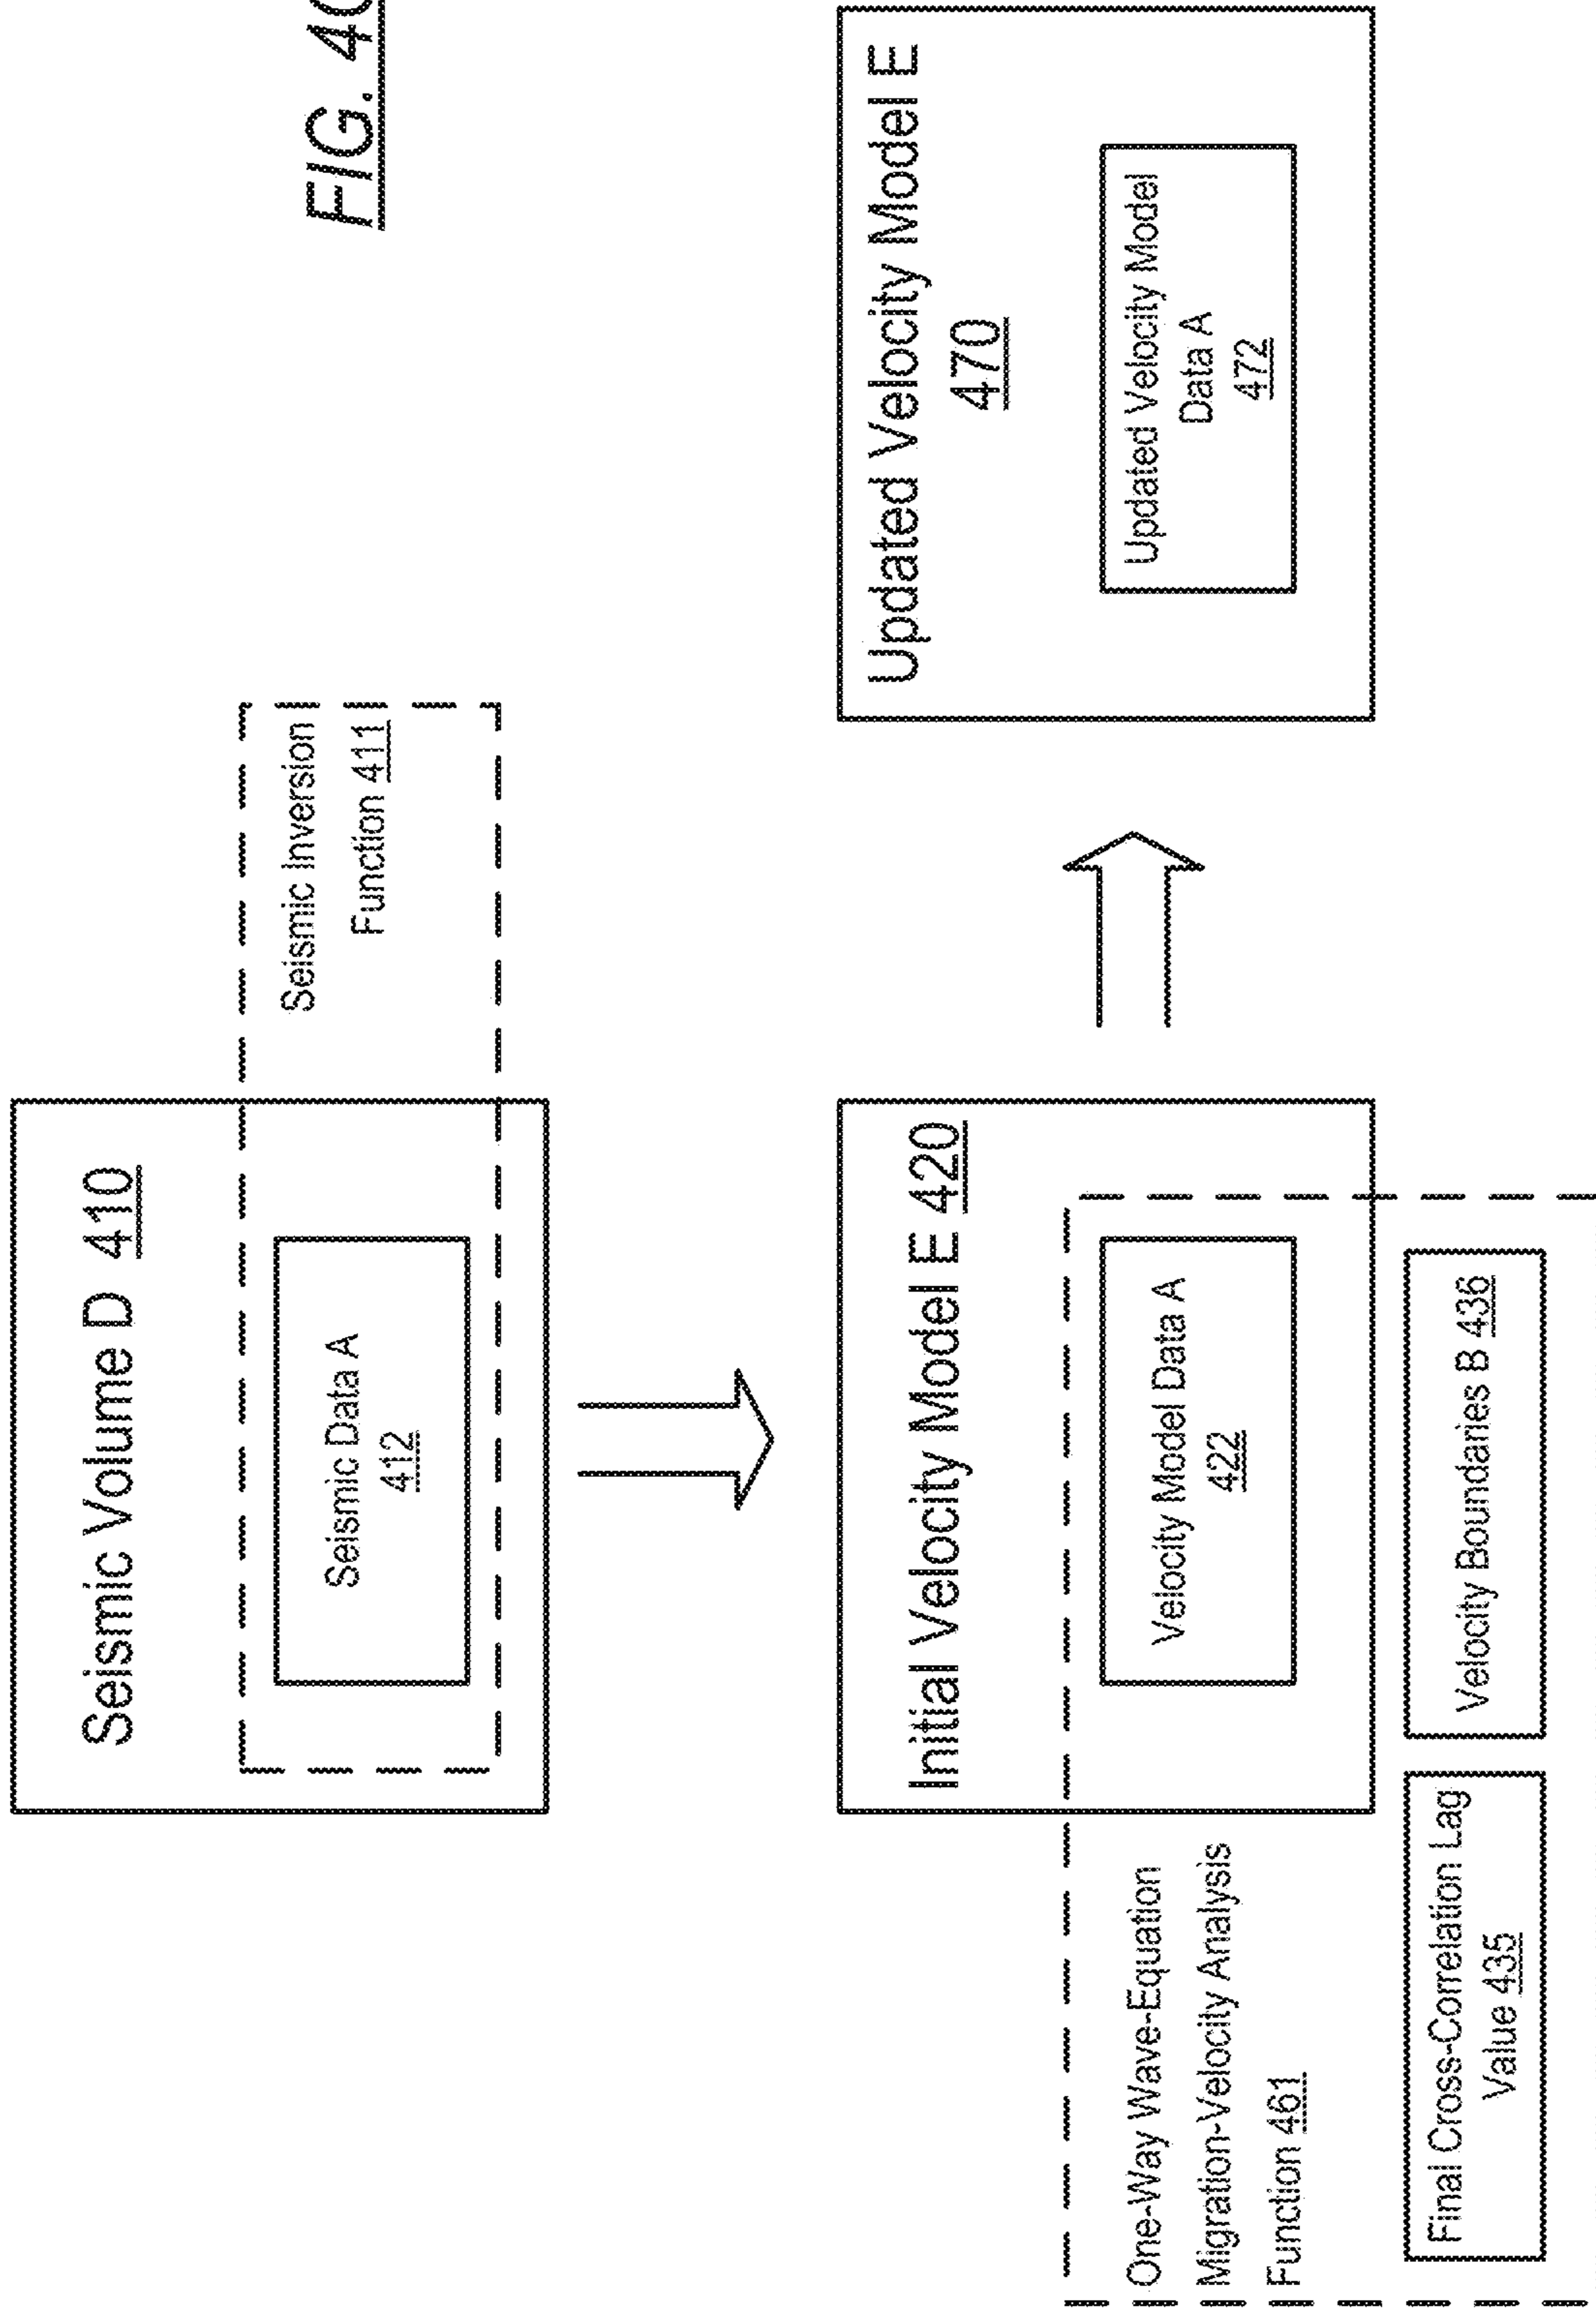 Seismic Volume D 410
Seismic Data A
412
Seismic Inversion
Function 411
FIG. 4C
One-Way Wave-Equation
Migration-Velocity Analysis
Function 461
Initial Velocity Model E 420
Velocity Model Data A
422
Final Cross-Correlation Lag
Value 435
Velocity Boundaries B 436
Updated Velocity Model E
470
Updated Velocity Model
Data A
472